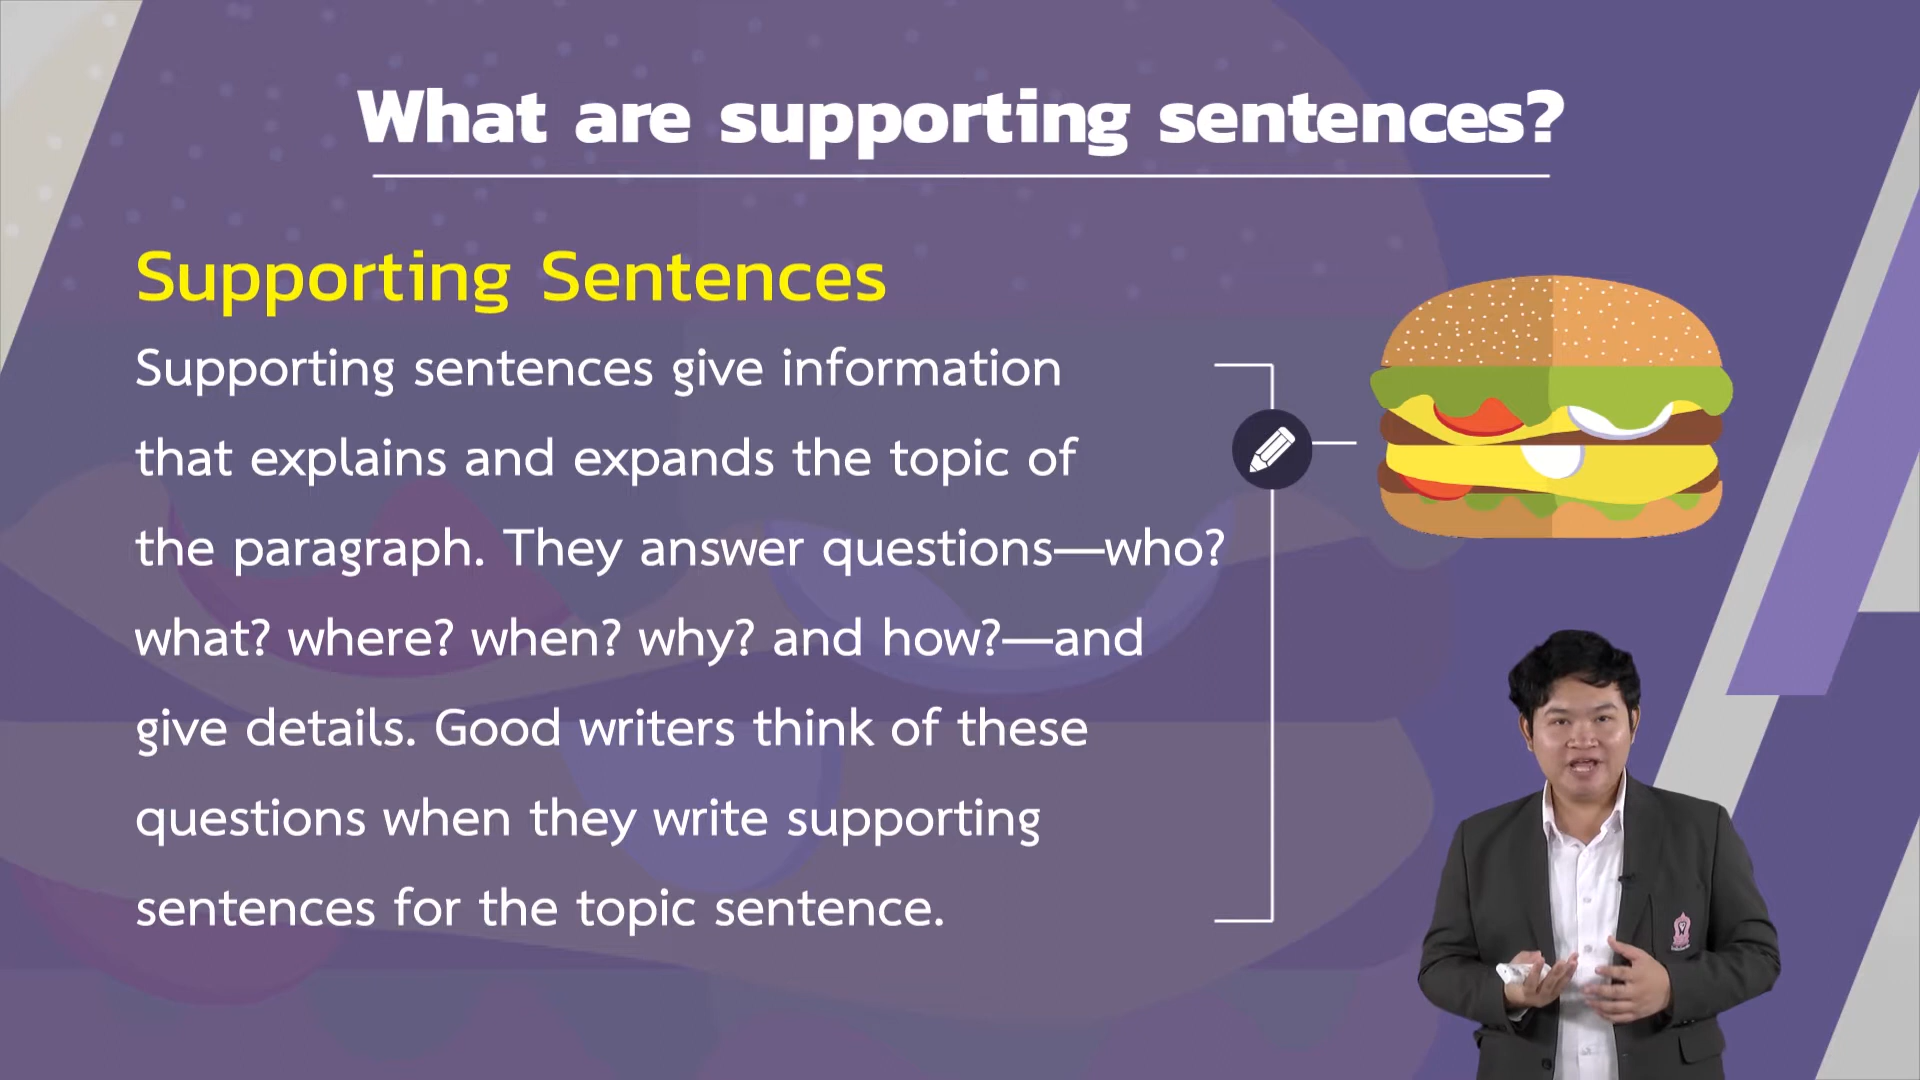 What are supporting sentences?
Supporting Sentences
Supporting sentences give information
that explains and expands the topic of
the paragraph. They answer questions—who?
what? where? when? why? and how?—and
give details. Good writers think of these
questions when they write supporting
sentences for the topic sentence.